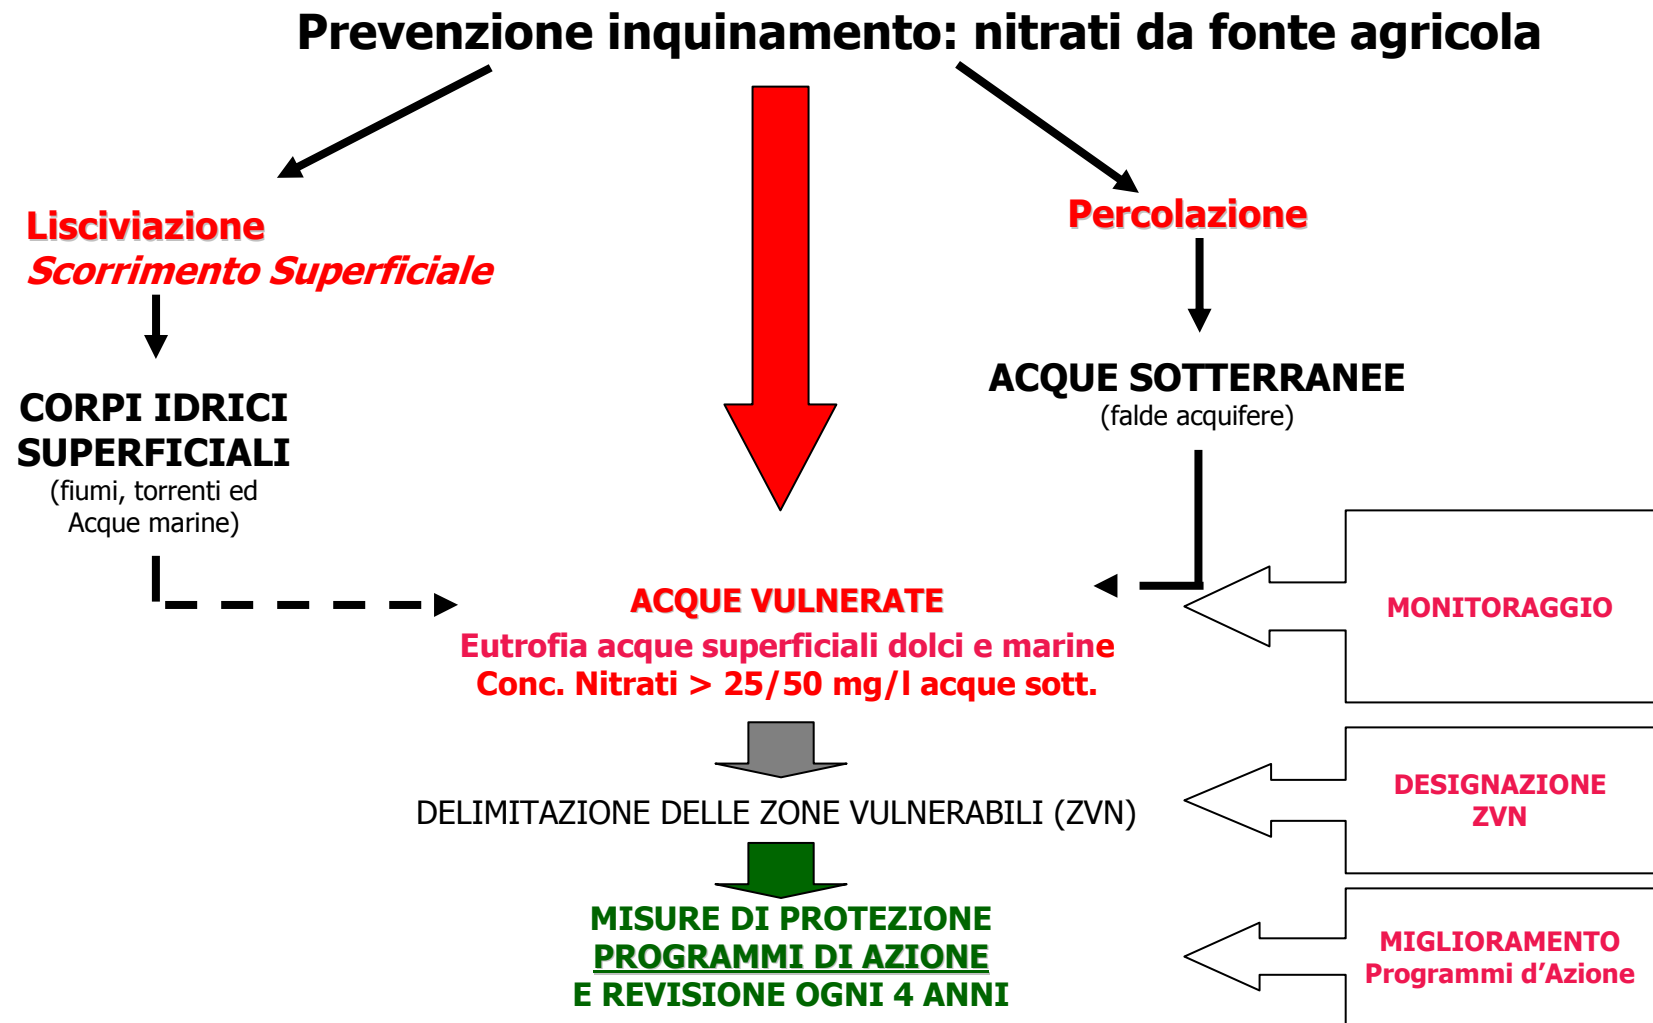 Prevenzione inquinamento: nitrati da fonte agricola
Lisciviazione
Scorrimento Superficiale
Percolazione
CORPI IDRICI
SUPERFICIALI
(fiumi, torrenti ed
Acque marine)
ACQUE SOTTERRANEE
(falde acquifere)
ACQUE VULNERATE
Eutrofia acque superficiali dolci e marine
Conc. Nitrati > 25/50 mg/l acque sott.
MONITORAGGIO
DELIMITAZIONE DELLE ZONE VULNERABILI (ZVN)
DESIGNAZIONE
ZVN
MISURE DI PROTEZIONE
PROGRAMMI DI AZIONE
E REVISIONE OGNI 4 ANNI
MIGLIORAMENTO
Programmi d’Azione